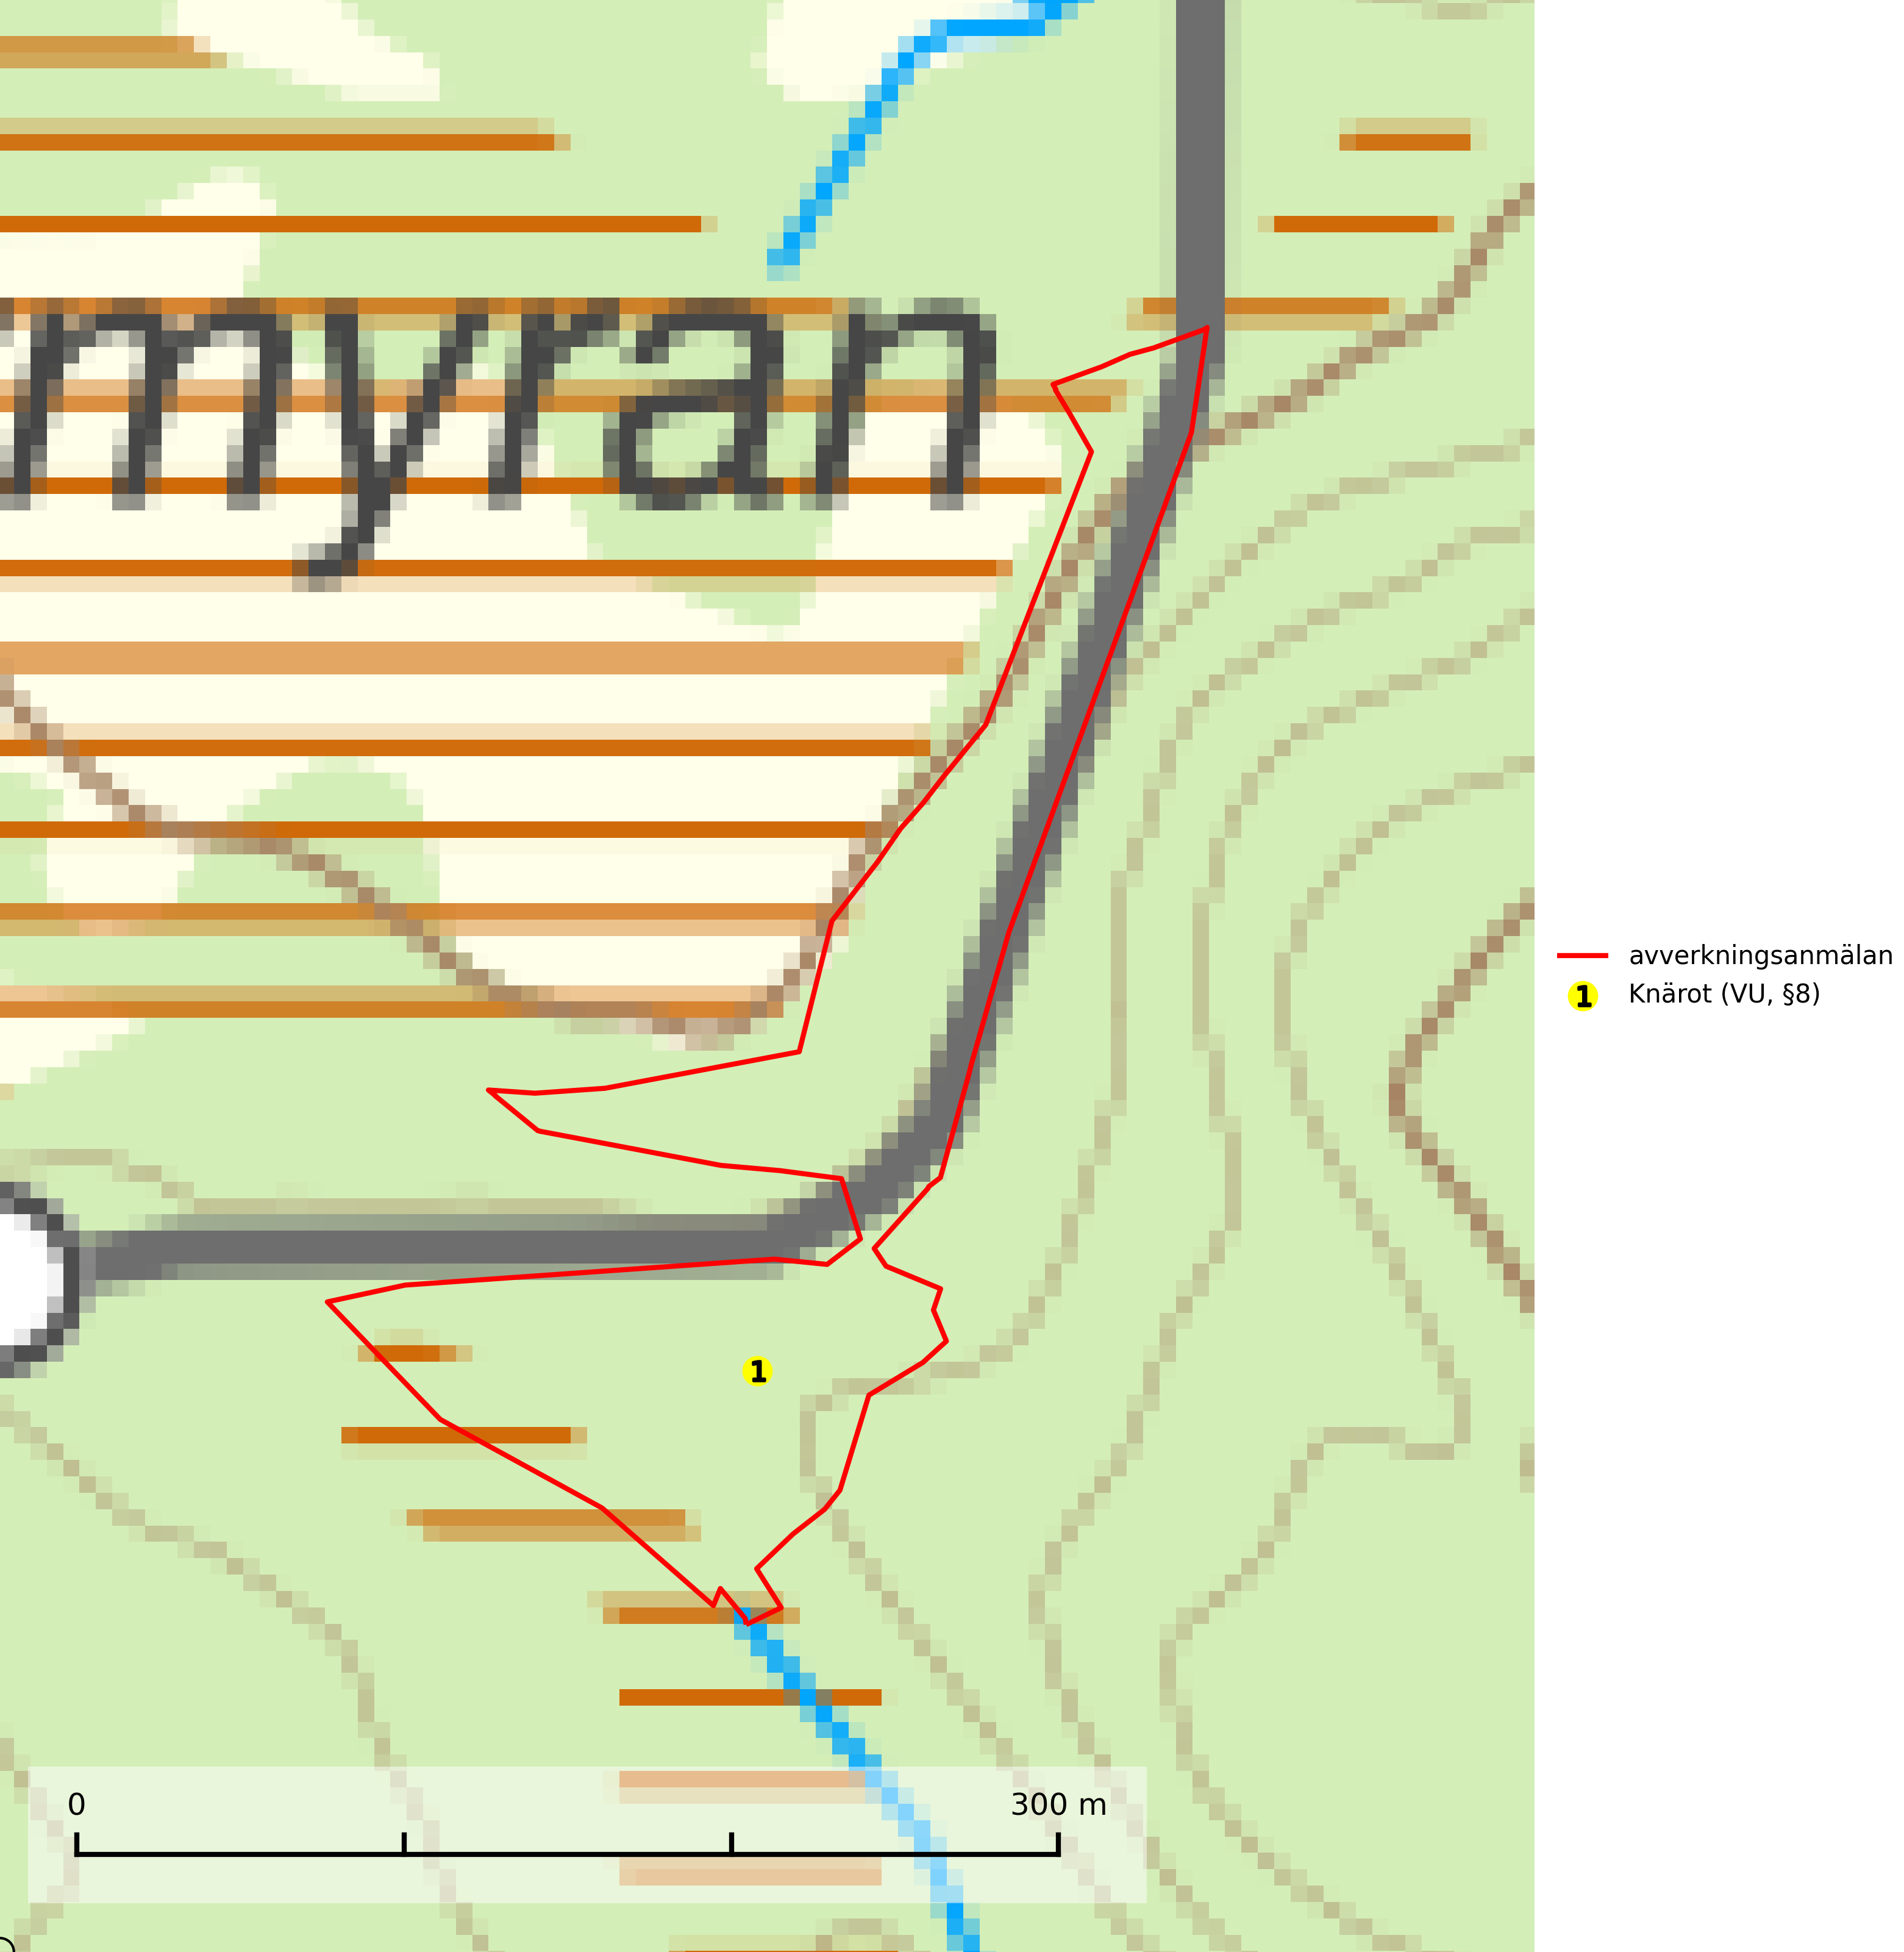 myran
avverkningsanmälan
1 Knärot (VU, §8)
1
0 300 m